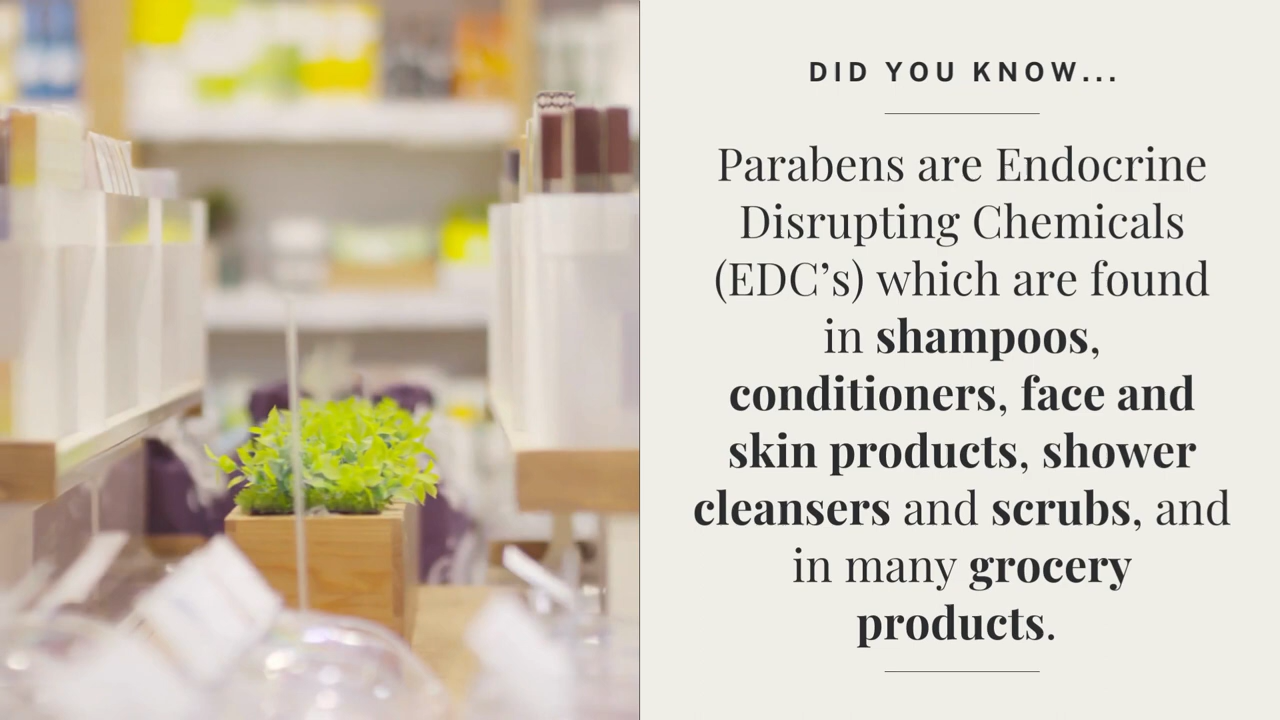 DID YOU KNOW...
Parabens are Endocrine
Disrupting Chemicals
(EDC’s) which are found
in shampoos,
conditioners, face and
skin products, shower
cleansers and scrubs, and
in many grocery
products.